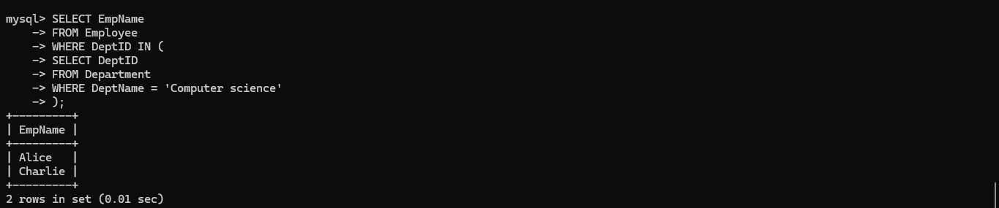 mysql> SELECT EmpName
    -> FROM Employee
    -> WHERE DeptID IN (
    -> SELECT DeptID
    -> FROM Department
    -> WHERE DeptName = 'Computer science'
    -> );
+---------+
| EmpName |
+---------+
| Alice   |
| Charlie |
+---------+
2 rows in set (0.01 sec)